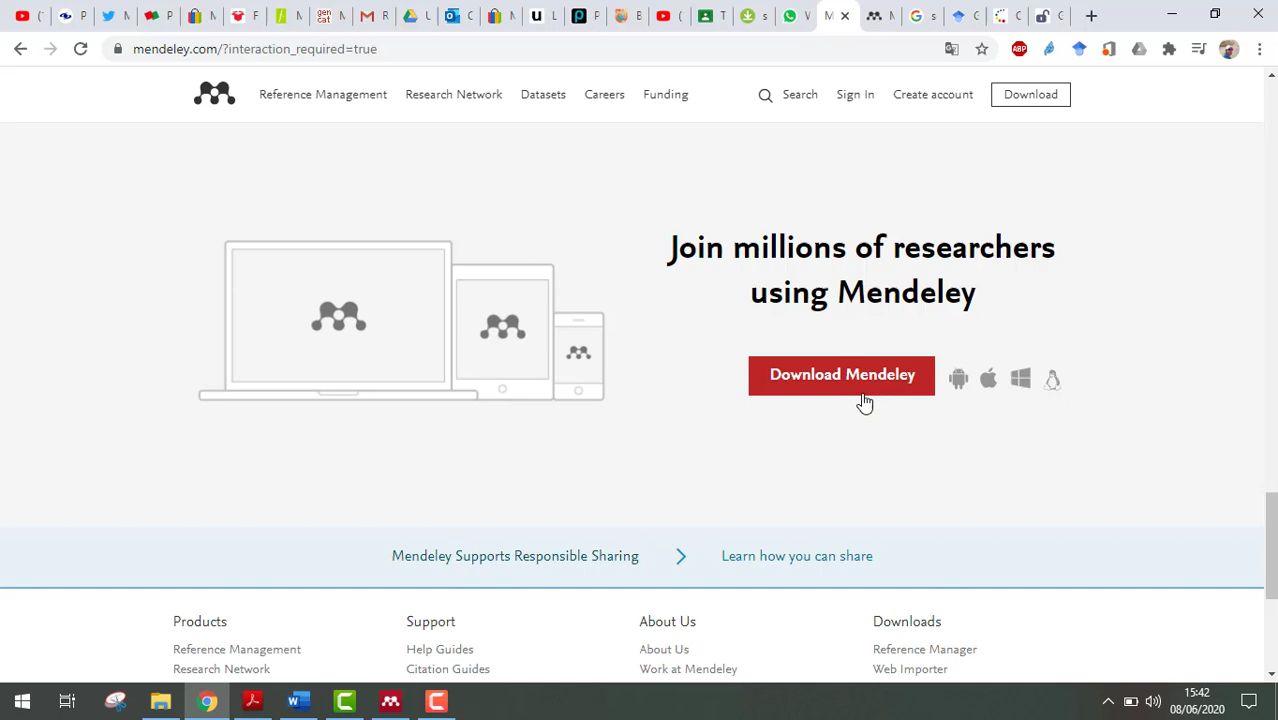 P
M
M
R
L
C
M
L
P
B
(
T
s
V
M
M
s
C
C
C
mendeley.com/?interaction_required=true
ABP
Reference Management
Research Network
Datasets
Careers
Funding
Search
Sign In
Create account
Download
Join millions of researchers
using Mendeley
Download Mendeley
Mendeley Supports Responsible Sharing
Learn how you can share
Products
Support
About Us
Downloads
Reference Management
Help Guides
About Us
Reference Manager
Research Network
Citation Guides
Work at Mendeley
Web Importer
15:42
08/06/2020